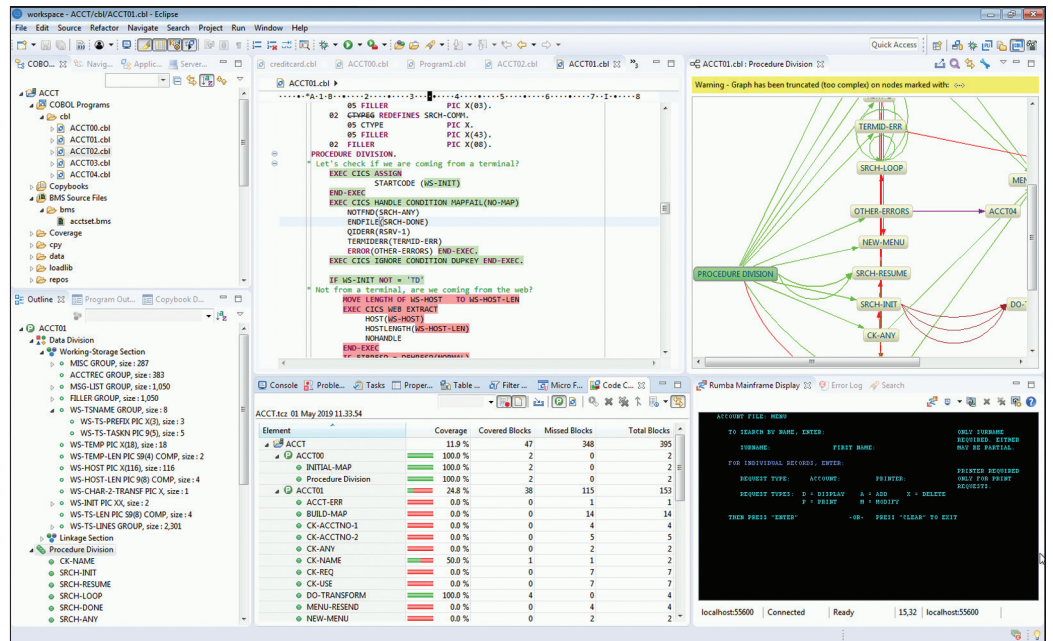 workspace - ACCT/cbl/ACCT01.cbl - Eclipse
File Edit Source Refactor Navigate Search Project Run Window Help
Quick Access
COBO... Navig... Applic... Server...
ACCT
COBOL Programs
cbl
ACCT00.cbl
ACCT01.cbl
ACCT02.cbl
ACCT03.cbl
ACCT04.cbl
Copybooks
BMS Source Files
bms
acctset.bms
Coverage
cpy
data
loadlib
repos
Outline Program Out... Copybook D...
ACCT01
Data Division
Working-Storage Section
MISC GROUP, size : 287
ACCTREC GROUP, size : 383
MSG-LIST GROUP, size : 1,050
FILLER GROUP, size : 1,050
WS-TSNAME GROUP, size : 8
WS-TS-PREFIX PIC X(3), size : 3
WS-TS-TASKN PIC 9(5), size : 5
WS-TEMP PIC X(18), size : 18
WS-TEMP-LEN PIC S9(4) COMP, size : 2
WS-HOST PIC X(116), size : 116
WS-HOST-LEN PIC 9(8) COMP, size : 4
WS-CHAR-2-TRANSF PIC X, size : 1
WS-INIT PIC XX, size : 2
WS-TS-LEN PIC S9(8) COMP, size : 4
WS-TS-LINES GROUP, size : 2,301
Linkage Section
Procedure Division
CK-NAME
SRCH-INIT
SRCH-RESUME
SRCH-LOOP
SRCH-DONE
SRCH-ANY
creditcard.cbl ACCT00.cbl Program1.cbl ACCT02.cbl ACCT01.cbl
ACCT01.cbl
05 FILLER PIC X(03).
02 CTYPEG REDEFINES SRCH-COMM.
05 CTYPE PIC X.
05 FILLER PIC X(43).
02 FILLER PIC X(08).
PROCEDURE DIVISION.
* Let's check if we are coming from a terminal?
EXEC CICS ASSIGN
STARTCODE (WS-INIT)
END-EXEC
EXEC CICS HANDLE CONDITION MAPFAIL(NO-MAP)
NOTFND(SRCH-ANY)
ENDFILE(SRCH-DONE)
QIDERR(RSRV-1)
TERMIDERR(TERMID-ERR)
ERROR(OTHER-ERRORS) END-EXEC.
EXEC CICS IGNORE CONDITION DUPKEY END-EXEC.
IF WS-INIT NOT = 'TD'
* Not from a terminal, are we coming from the web?
MOVE LENGTH OF WS-HOST TO WS-HOST-LEN
EXEC CICS WEB EXTRACT
HOST(WS-HOST)
HOSTLENGTH(WS-HOST-LEN)
NOHANDLE
END-EXEC
ACCT01.cbl : Procedure Division
Warning - Graph has been truncated (too complex) on nodes marked with:
TERMID-ERR
SRCH-LOOP
MEN
OTHER-ERRORS
ACCT04
NEW-MENU
PROCEDURE DIVISION
SRCH-RESUME
SRCH-INIT
DO-
CK-ANY
Console Proble... Tasks Proper... Table ... Filter ... Micro F... Code C...
ACCT.tcz 01 May 2019 11.33.54
Element Coverage Covered Blocks Missed Blocks Total Blocks
ACCT 11.9 % 47 348 395
ACCT00 100.0 % 2 0 2
INITIAL-MAP 100.0 % 2 0 2
Procedure Division 100.0 % 2 0 2
ACCT01 24.8 % 38 115 153
ACCT-ERR 0.0 % 0 1 1
BUILD-MAP 0.0 % 0 14 14
CK-ACCTNO-1 0.0 % 0 4 4
CK-ACCTNO-2 0.0 % 0 5 5
CK-ANY 0.0 % 0 2 2
CK-NAME 50.0 % 1 1 2
CK-REQ 0.0 % 0 7 7
CK-USE 0.0 % 0 7 7
DO-TRANSFORM 100.0 % 4 0 4
MENU-RESEND 0.0 % 0 4 4
NEW-MENU 0.0 % 0 2 2
Rumba Mainframe Display Error Log Search
ACCOUNT FILE: MENU
TO SEARCH BY NAME, ENTER: ONLY SURNAME
REQUIRED. EITHER
SURNAME: FIRST NAME: MAY BE PARTIAL.
FOR INDIVIDUAL RECORDS, ENTER:
PRINTER REQUIRED
REQUEST TYPE: ACCOUNT: PRINTER: ONLY FOR PRINT
REQUESTS.
REQUEST TYPES: D = DISPLAY A = ADD X = DELETE
P = PRINT M = MODIFY
THEN PRESS "ENTER" -OR- PRESS "CLEAR" TO EXIT
localhost:55600 Connected Ready 15,32 localhost:55600